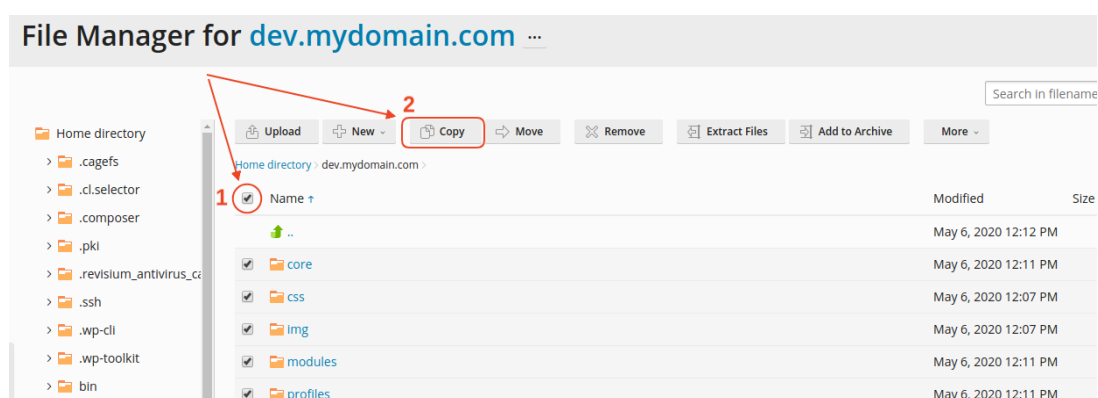 File Manager for dev.mydomain.com ...
Search in filename
2
Home directory
Upload New Copy Move Remove Extract Files Add to Archive More
.cagefs
Home directory > dev.mydomain.com >
.cl.selector
1 Name ↑ Modified Size
.composer
.. May 6, 2020 12:12 PM
.pki
core May 6, 2020 12:11 PM
.revisium_antivirus_ca
.ssh
css May 6, 2020 12:07 PM
.wp-cli
img May 6, 2020 12:07 PM
.wp-toolkit
modules May 6, 2020 12:11 PM
bin
profiles May 6, 2020 12:11 PM